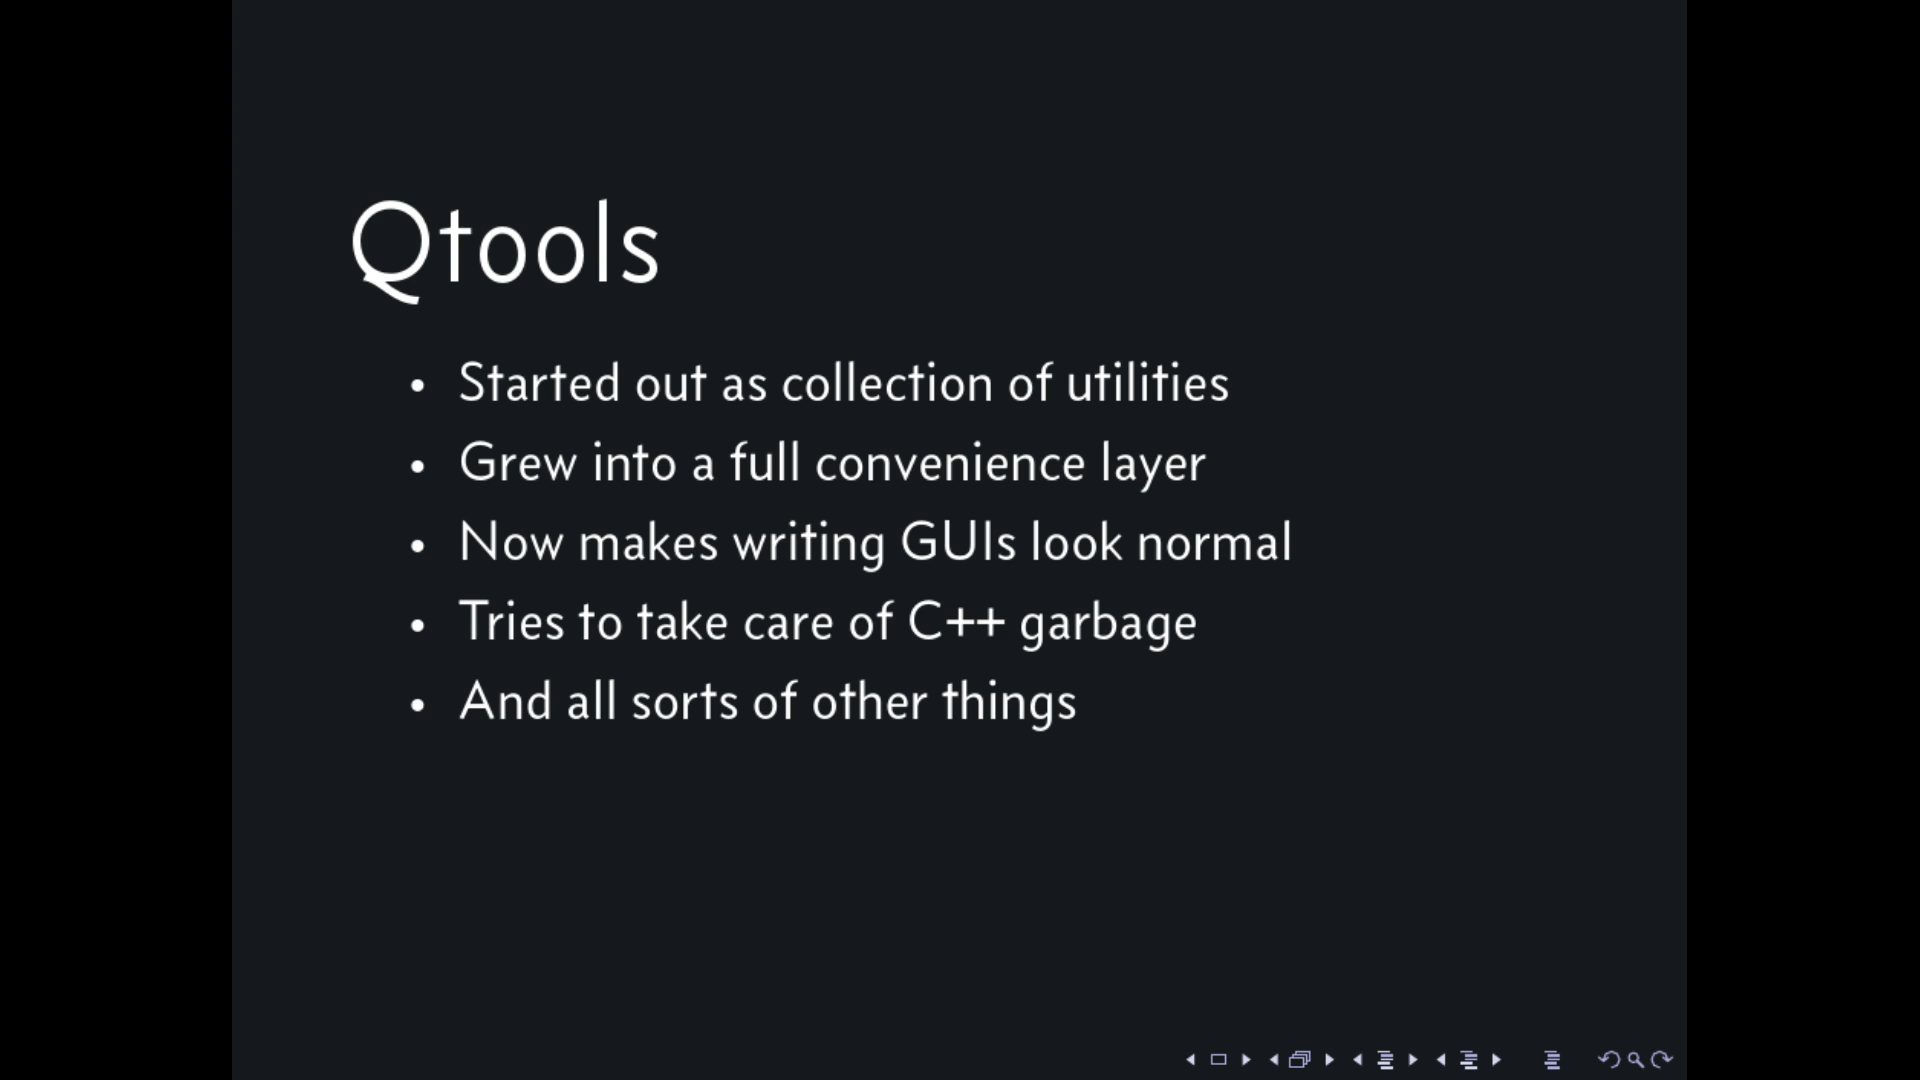 Qtools
• Started out as collection of utilities
• Grew into a full convenience layer
• Now makes writing GUIs look normal
• Tries to take care of C++ garbage
• And all sorts of other things